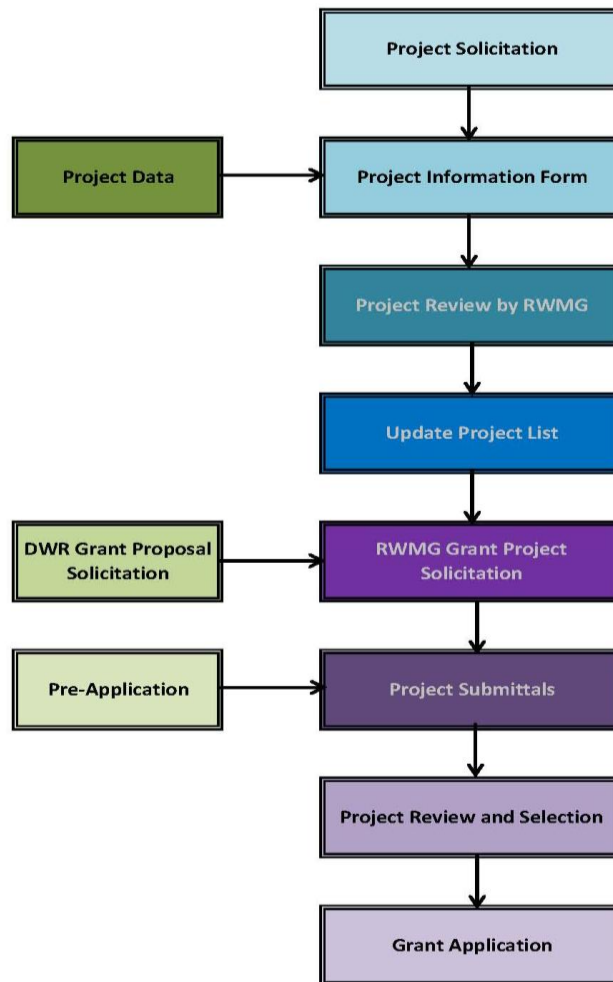 Project Solicitation
Project Data
Project Information Form
Project Review by RWMG
Update Project List
DWR Grant Proposal
Solicitation
RWMG Grant Project
Solicitation
Pre-Application
Project Submittals
Project Review and Selection
Grant Application